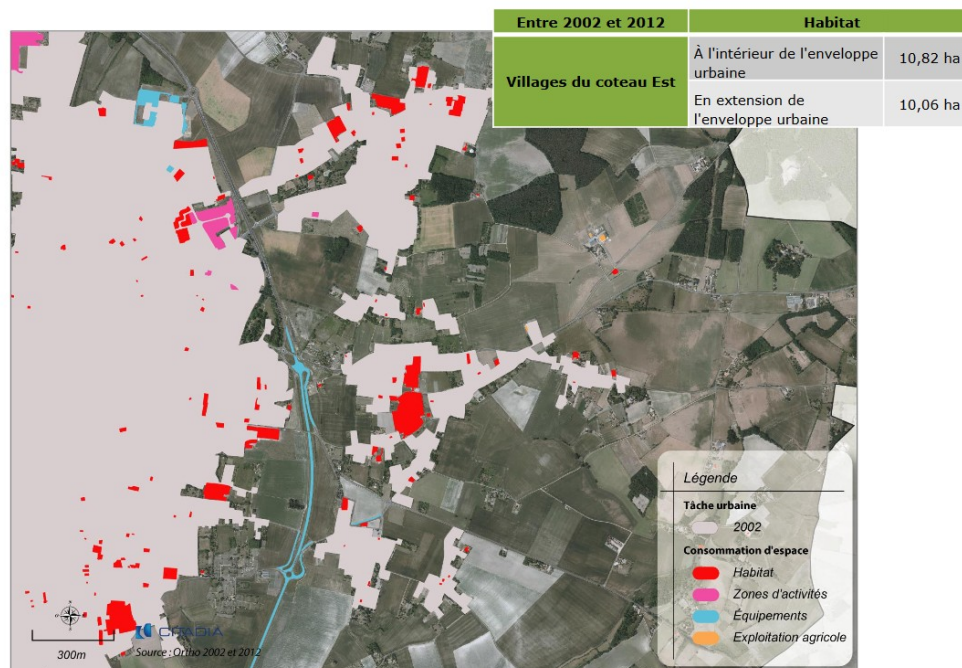 Entre 2002 et 2012 Habitat
Villages du coteau Est
À l'intérieur de l'enveloppe
urbaine
10,82 ha
En extension de
l'enveloppe urbaine
10,06 ha
Légende
Tâche urbaine
2002
Consommation d'espace
Habitat
Zones d'activités
Équipements
Exploitation agricole
300m
CITADIA
Source : Ortho 2002 et 2012